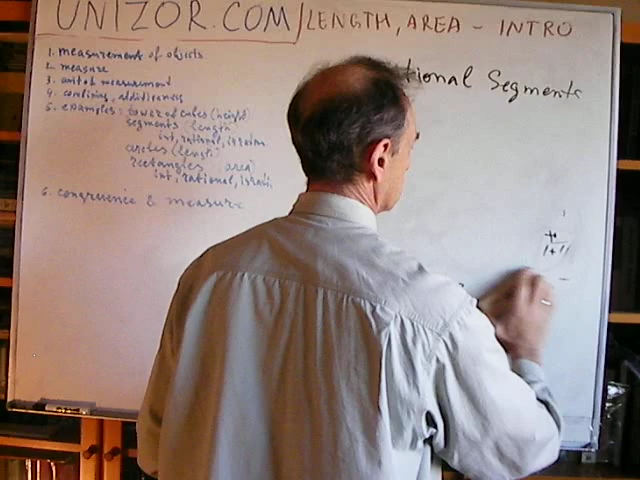 UNIZOR.COM/LENGTH, AREA - INTRO
1. measurements of objects
2. measure
3. unit of measurement
4. combining, additiveness
5. examples: tower of cubes (height)
segments (length)
int, rational, irration
circles (length)
rectangles (area)
int, rational, irrati
6. congruence & measure
tional Segments